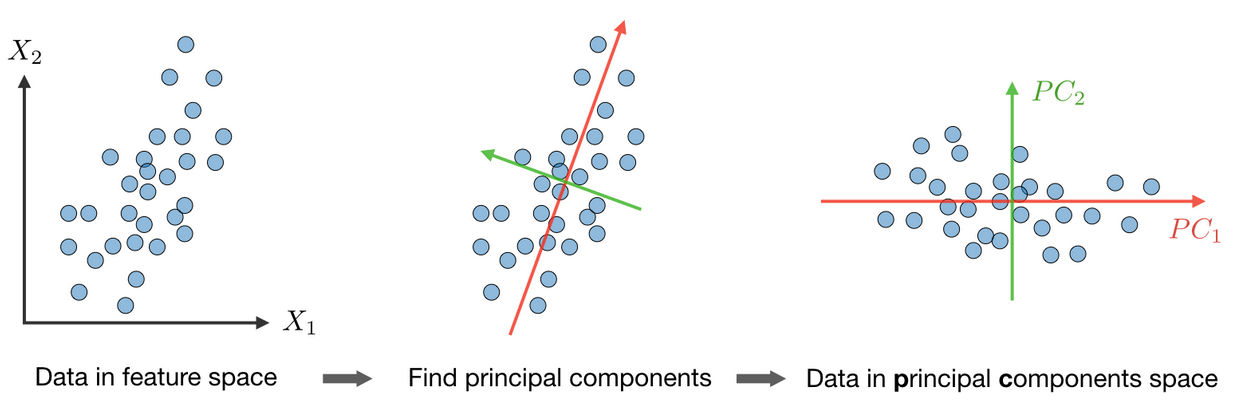 X₂
X₁
PC₂
PC₁
Data in feature space
Find principal components
Data in principal components space